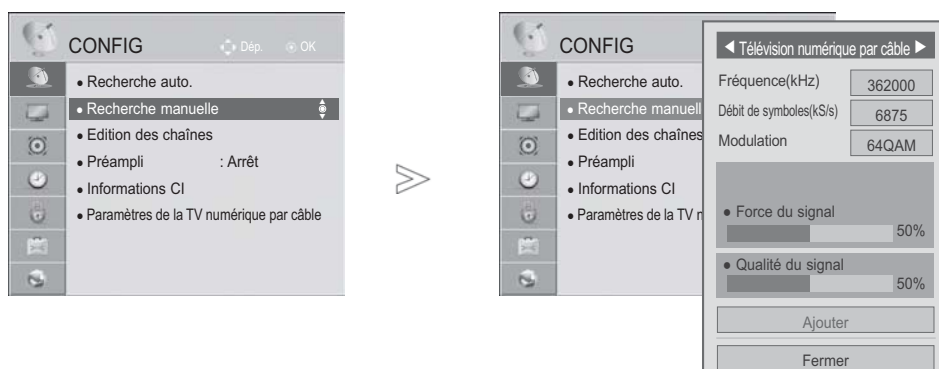 CONFIG
Dép. OK
• Recherche auto.
• Recherche manuelle
• Edition des chaînes
• Préampli : Arrêt
• Informations CI
• Paramètres de la TV numérique par câble
CONFIG
• Recherche auto.
• Recherche manuell
• Edition des chaînes
• Préampli
• Informations CI
• Paramètres de la TV n
◀ Télévision numérique par câble ▶
Fréquence(kHz) 362000
Débit de symboles(kS/s) 6875
Modulation 64QAM
• Force du signal
50%
• Qualité du signal
50%
Ajouter
Fermer